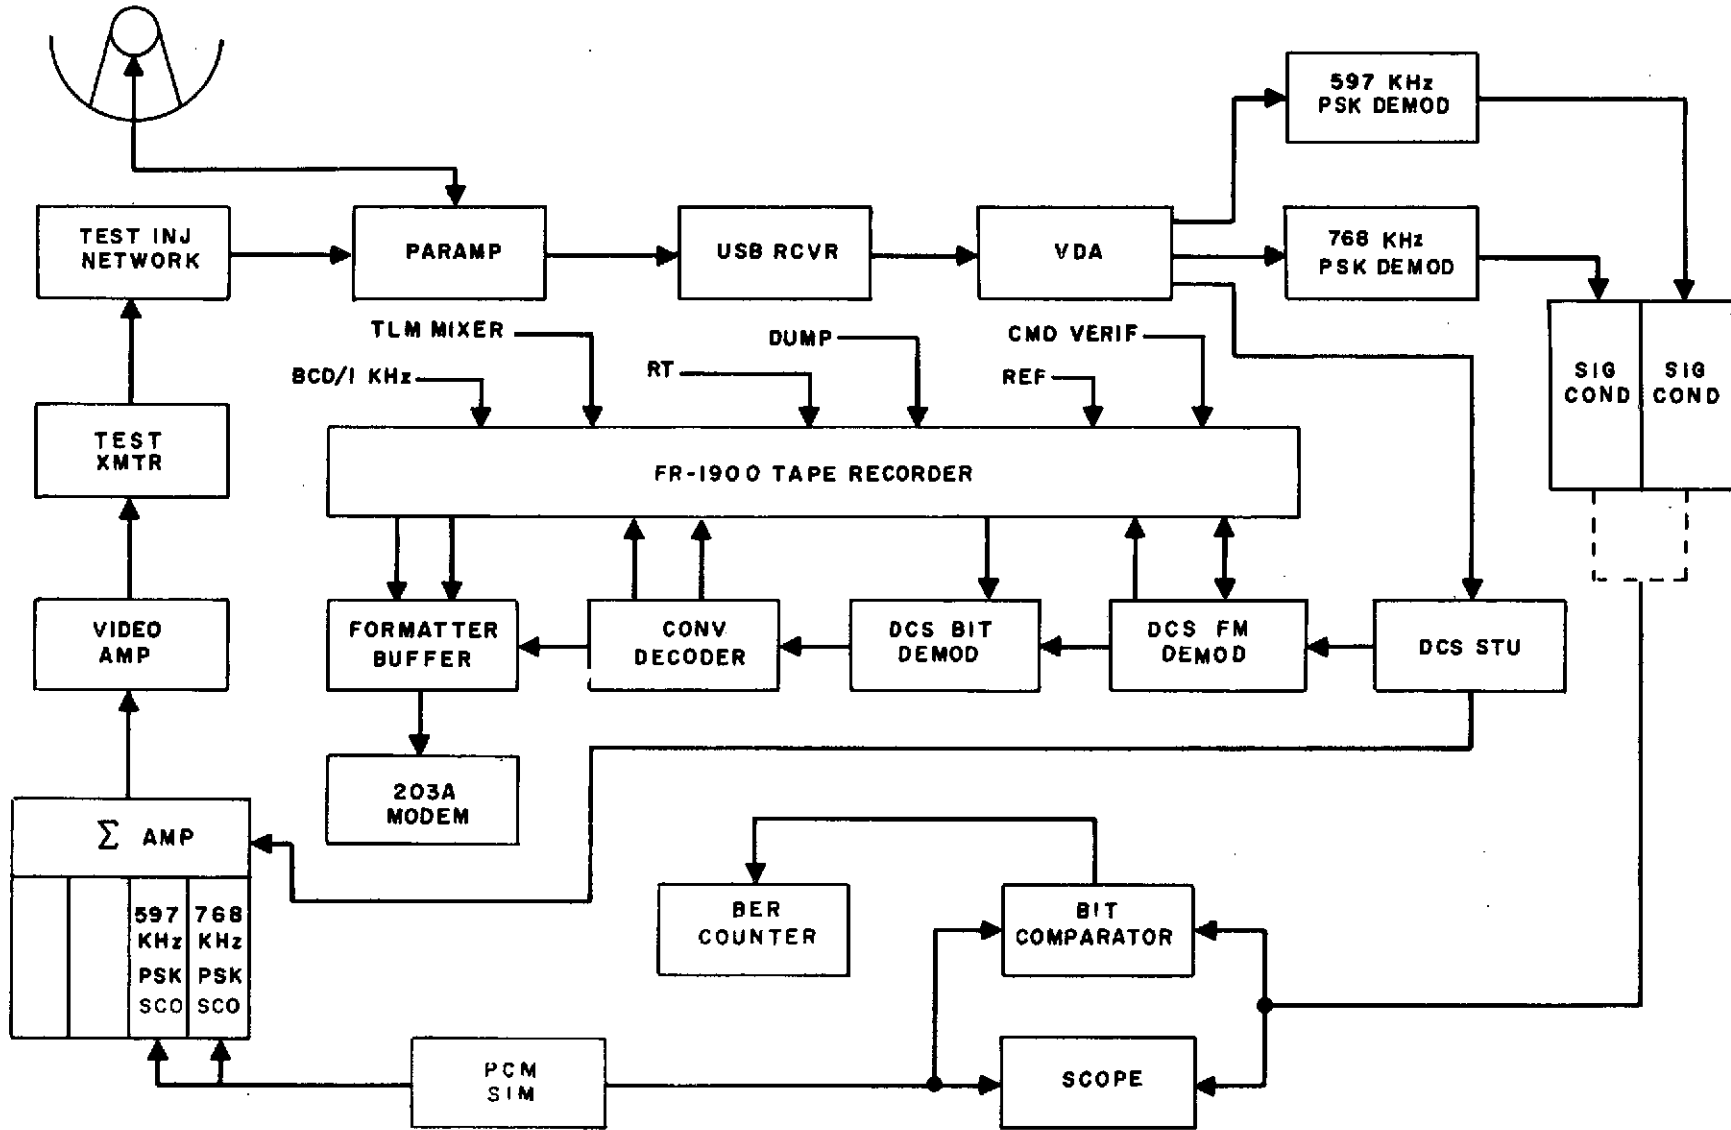 597 KHz
PSK DEMOD
TEST INJ
NETWORK
PARAMP
USB RCVR
VDA
768 KHz
PSK DEMOD
TLM MIXER
DUMP
CMD VERIF
BCD/1 KHz
RT
REF
SIG
COND
SIG
COND
TEST
XMTR
FR-1900 TAPE RECORDER
VIDEO
AMP
FORMATTER
BUFFER
CONV
DECODER
DCS BIT
DEMOD
DCS FM
DEMOD
DCS STU
203A
MODEM
Σ AMP
597
KHz
PSK
SCO
768
KHz
PSK
SCO
BER
COUNTER
BIT
COMPARATOR
PCM
SIM
SCOPE